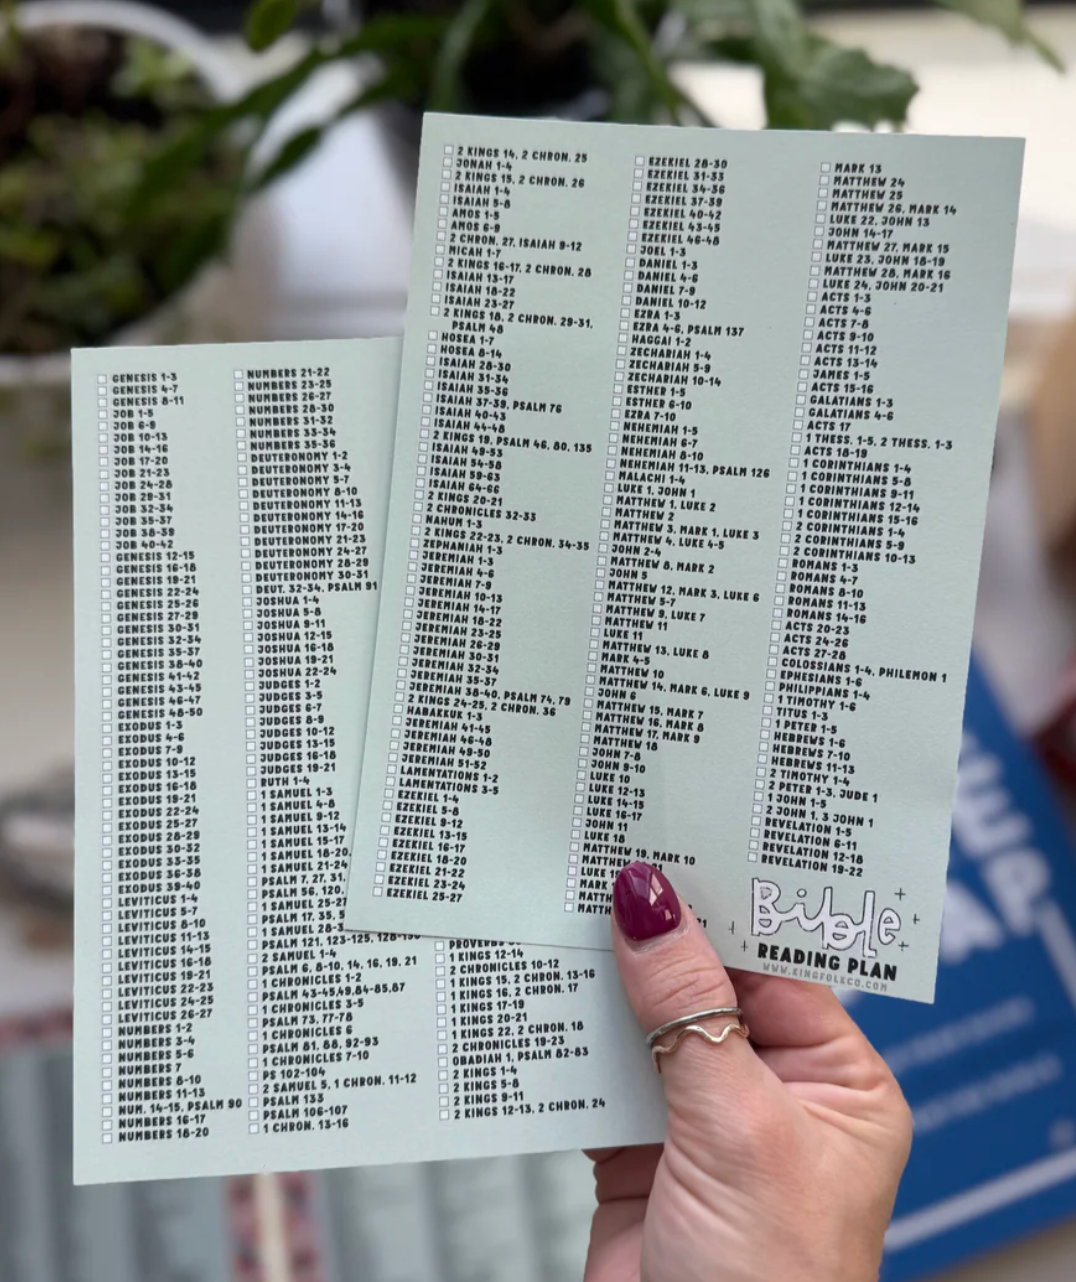 2 KINGS 14, 2 CHRON. 25
JONAH 1-4
2 KINGS 15, 2 CHRON. 26
ISAIAH 1-4
ISAIAH 5-8
AMOS 1-5
AMOS 6-9
2 CHRON. 27, ISAIAH 9-12
MICAH 1-7
2 KINGS 16-17, 2 CHRON. 28
ISAIAH 13-17
ISAIAH 18-22
ISAIAH 23-27
2 KINGS 18, 2 CHRON. 29-31,
PSALM 48
HOSEA 1-7
HOSEA 8-14
ISAIAH 28-30
ISAIAH 31-34
ISAIAH 35-36
ISAIAH 37-39, PSALM 76
ISAIAH 40-43
ISAIAH 44-48
2 KINGS 19, PSALM 46, 80, 135
ISAIAH 49-53
ISAIAH 54-58
ISAIAH 59-63
ISAIAH 64-66
2 KINGS 20-21
2 CHRONICLES 32-33
NAHUM 1-3
2 KINGS 22-23, 2 CHRON. 34-35
ZEPHANIAH 1-3
JEREMIAH 1-3
JEREMIAH 4-6
JEREMIAH 7-9
JEREMIAH 10-13
JEREMIAH 14-17
JEREMIAH 18-22
JEREMIAH 23-25
JEREMIAH 26-29
JEREMIAH 30-31
JEREMIAH 32-34
JEREMIAH 35-37
JEREMIAH 38-40, PSALM 74, 79
2 KINGS 24-25, 2 CHRON. 36
HABAKKUK 1-3
JEREMIAH 41-45
JEREMIAH 46-48
JEREMIAH 49-50
JEREMIAH 51-52
LAMENTATIONS 1-2
LAMENTATIONS 3-5
EZEKIEL 1-4
EZEKIEL 5-8
EZEKIEL 9-12
EZEKIEL 13-15
EZEKIEL 16-17
EZEKIEL 18-20
EZEKIEL 21-22
EZEKIEL 23-24
EZEKIEL 25-27
EZEKIEL 28-30
EZEKIEL 31-33
EZEKIEL 34-36
EZEKIEL 37-39
EZEKIEL 40-42
EZEKIEL 43-45
EZEKIEL 46-48
JOEL 1-3
DANIEL 1-3
DANIEL 4-6
DANIEL 7-9
DANIEL 10-12
EZRA 1-3
EZRA 4-6, PSALM 137
HAGGAI 1-2
ZECHARIAH 1-4
ZECHARIAH 5-9
ZECHARIAH 10-14
ESTHER 1-5
ESTHER 6-10
EZRA 7-10
NEHEMIAH 1-5
NEHEMIAH 6-7
NEHEMIAH 8-10
NEHEMIAH 11-13, PSALM 126
MALACHI 1-4
LUKE 1, JOHN 1
MATTHEW 1, LUKE 2
MATTHEW 2
MATTHEW 3, MARK 1, LUKE 3
MATTHEW 4, LUKE 4-5
JOHN 2-4
MATTHEW 8, MARK 2
JOHN 5
MATTHEW 12, MARK 3, LUKE 6
MATTHEW 5-7
MATTHEW 9, LUKE 7
MATTHEW 11
LUKE 11
MATTHEW 13, LUKE 8
MARK 4-5
MATTHEW 10
MATTHEW 14, MARK 6, LUKE 9
JOHN 6
MATTHEW 15, MARK 7
MATTHEW 16, MARK 8
MATTHEW 17, MARK 9
MATTHEW 18
JOHN 7-8
JOHN 9-10
LUKE 10
LUKE 12-13
LUKE 14-15
LUKE 16-17
JOHN 11
LUKE 18
MATTHEW 19, MARK 10
MATTHEW
LUKE
MARK
MARK 13
MATTHEW 24
MATTHEW 25
MATTHEW 26, MARK 14
LUKE 22, JOHN 13
JOHN 14-17
MATTHEW 27, MARK 15
LUKE 23, JOHN 18-19
MATTHEW 28, MARK 16
LUKE 24, JOHN 20-21
ACTS 1-3
ACTS 4-6
ACTS 7-8
ACTS 9-10
ACTS 11-12
ACTS 13-14
JAMES 1-5
ACTS 15-16
GALATIANS 1-3
GALATIANS 4-6
ACTS 17
1 THESS. 1-5, 2 THESS. 1-3
ACTS 18-19
1 CORINTHIANS 1-4
1 CORINTHIANS 5-8
1 CORINTHIANS 9-11
1 CORINTHIANS 12-14
1 CORINTHIANS 15-16
2 CORINTHIANS 1-4
2 CORINTHIANS 5-9
2 CORINTHIANS 10-13
ROMANS 1-3
ROMANS 4-7
ROMANS 8-10
ROMANS 11-13
ROMANS 14-16
ACTS 20-23
ACTS 24-26
ACTS 27-28
COLOSSIANS 1-4, PHILEMON 1
EPHESIANS 1-6
PHILIPPIANS 1-4
1 TIMOTHY 1-6
TITUS 1-3
1 PETER 1-5
HEBREWS 1-6
HEBREWS 7-10
HEBREWS 11-13
2 TIMOTHY 1-4
2 PETER 1-3, JUDE 1
1 JOHN 1-5
2 JOHN 1, 3 JOHN 1
REVELATION 1-5
REVELATION 6-11
REVELATION 12-18
REVELATION 19-22
Bible
READING PLAN
WWW.KINGFOLKCO.COM
GENESIS 1-3
GENESIS 4-7
GENESIS 8-11
JOB 1-5
JOB 6-9
JOB 10-13
JOB 14-16
JOB 17-20
JOB 21-23
JOB 24-28
JOB 29-31
JOB 32-34
JOB 35-37
JOB 38-39
JOB 40-42
GENESIS 12-15
GENESIS 16-18
GENESIS 19-21
GENESIS 22-24
GENESIS 25-26
GENESIS 27-29
GENESIS 30-31
GENESIS 32-34
GENESIS 35-37
GENESIS 38-40
GENESIS 41-42
GENESIS 43-45
GENESIS 46-47
GENESIS 48-50
EXODUS 1-3
EXODUS 4-6
EXODUS 7-9
EXODUS 10-12
EXODUS 13-15
EXODUS 16-18
EXODUS 19-21
EXODUS 22-24
EXODUS 25-27
EXODUS 28-29
EXODUS 30-32
EXODUS 33-35
EXODUS 36-38
EXODUS 39-40
LEVITICUS 1-4
LEVITICUS 5-7
LEVITICUS 8-10
LEVITICUS 11-13
LEVITICUS 14-15
LEVITICUS 16-18
LEVITICUS 19-21
LEVITICUS 22-23
LEVITICUS 24-25
LEVITICUS 26-27
NUMBERS 1-2
NUMBERS 3-4
NUMBERS 5-6
NUMBERS 7
NUMBERS 8-10
NUMBERS 11-13
NUM. 14-15, PSALM 90
NUMBERS 16-17
NUMBERS 18-20
NUMBERS 21-22
NUMBERS 23-25
NUMBERS 26-27
NUMBERS 28-30
NUMBERS 31-32
NUMBERS 33-34
NUMBERS 35-36
DEUTERONOMY 1-2
DEUTERONOMY 3-4
DEUTERONOMY 5-7
DEUTERONOMY 8-10
DEUTERONOMY 11-13
DEUTERONOMY 14-16
DEUTERONOMY 17-20
DEUTERONOMY 21-23
DEUTERONOMY 24-27
DEUTERONOMY 28-29
DEUTERONOMY 30-31
DEUT. 32-34, PSALM 91
JOSHUA 1-4
JOSHUA 5-8
JOSHUA 9-11
JOSHUA 12-15
JOSHUA 16-18
JOSHUA 19-21
JOSHUA 22-24
JUDGES 1-2
JUDGES 3-5
JUDGES 6-7
JUDGES 8-9
JUDGES 10-12
JUDGES 13-15
JUDGES 16-18
JUDGES 19-21
RUTH 1-4
1 SAMUEL 1-3
1 SAMUEL 4-8
1 SAMUEL 9-12
1 SAMUEL 13-14
1 SAMUEL 15-17
1 SAMUEL 18-20,
1 SAMUEL 21-24
PSALM 7, 27, 31,
PSALM 56, 120,
1 SAMUEL 25-27
PSALM 17, 35, 5
1 SAMUEL 28-3
PSALM 121, 123-125, 128-130
2 SAMUEL 1-4
PSALM 6, 8-10, 14, 16, 19, 21
1 CHRONICLES 1-2
PSALM 43-45,49,84-85,87
1 CHRONICLES 3-5
PSALM 73, 77-78
1 CHRONICLES 6
PSALM 81, 88, 92-93
1 CHRONICLES 7-10
PS 102-104
2 SAMUEL 5, 1 CHRON. 11-12
PSALM 133
PSALM 106-107
1 CHRON. 13-16
PROVERBS
1 KINGS 12-14
2 CHRONICLES 10-12
1 KINGS 15, 2 CHRON. 13-16
1 KINGS 16, 2 CHRON. 17
1 KINGS 17-19
1 KINGS 20-21
1 KINGS 22, 2 CHRON. 18
2 CHRONICLES 19-23
OBADIAH 1, PSALM 82-83
2 KINGS 1-4
2 KINGS 5-8
2 KINGS 9-11
2 KINGS 12-13, 2 CHRON. 24